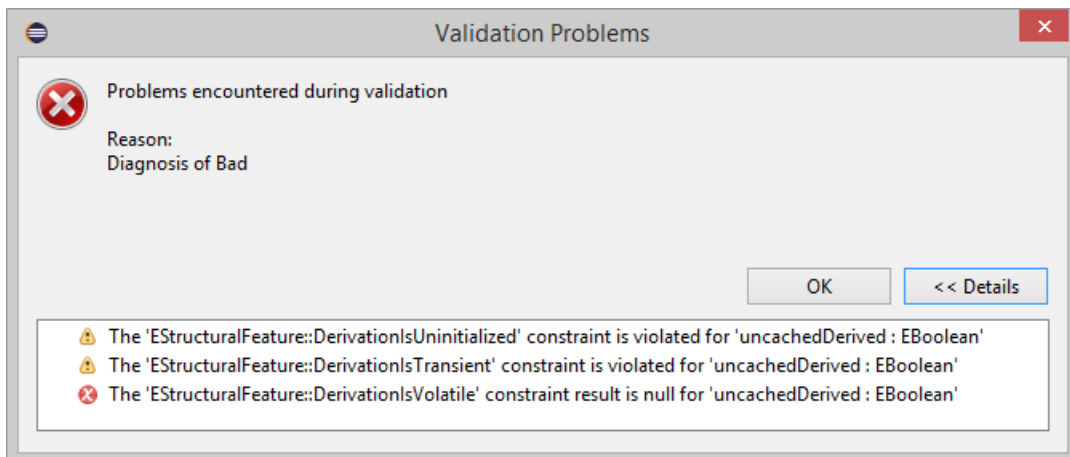 Validation Problems
Problems encountered during validation
Reason:
Diagnosis of Bad
OK
<< Details
The 'EStructuralFeature::DerivationIsUninitialized' constraint is violated for 'uncachedDerived : EBoolean'
The 'EStructuralFeature::DerivationIsTransient' constraint is violated for 'uncachedDerived : EBoolean'
The 'EStructuralFeature::DerivationIsVolatile' constraint result is null for 'uncachedDerived : EBoolean'